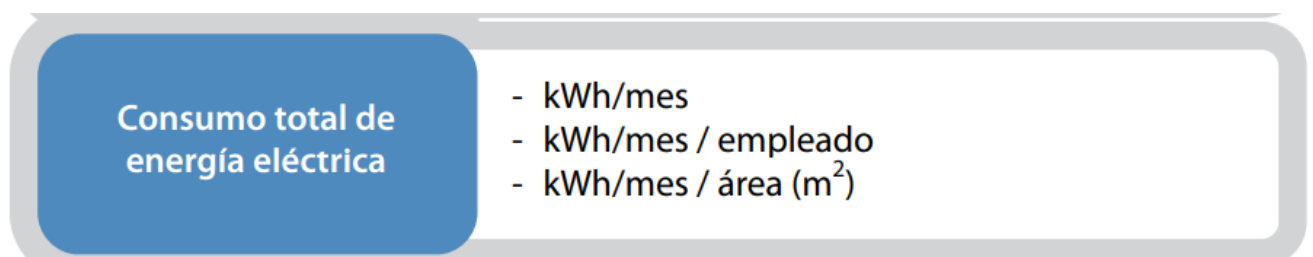 Consumo total de
energía eléctrica
- kWh/mes
- kWh/mes / empleado
- kWh/mes / área (m²)